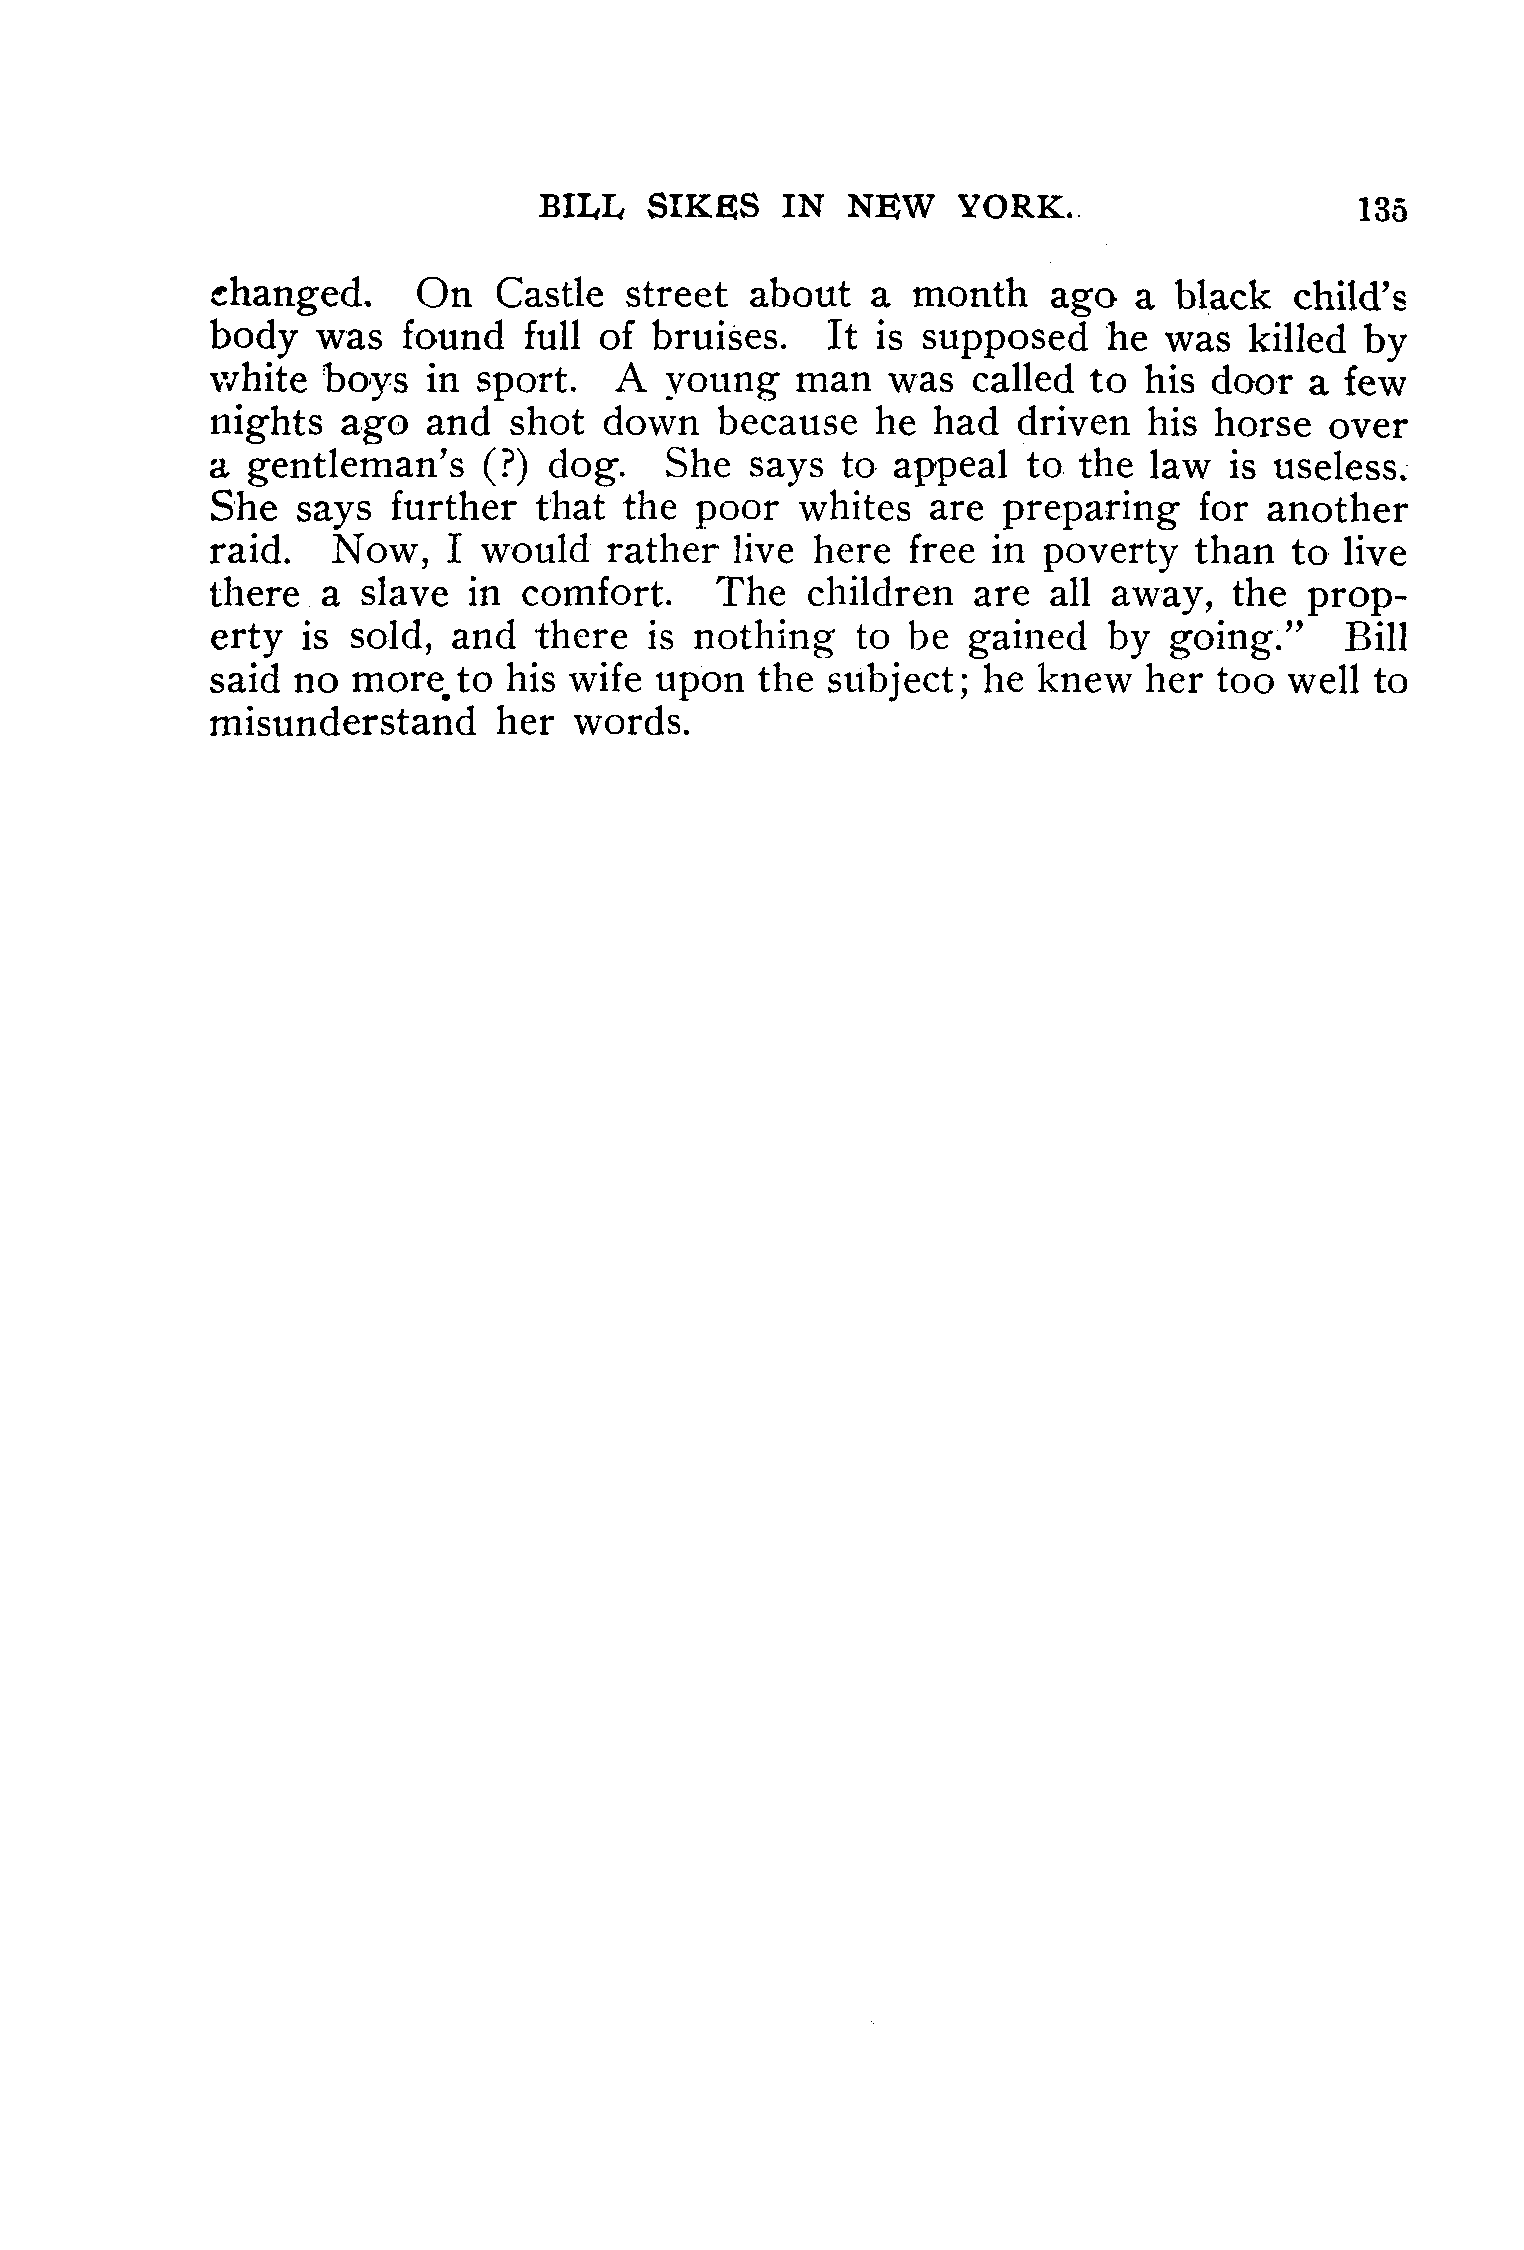 BILL SIKES IN NEW YORK. 135
changed. On Castle street about a month ago a black child's
body was found full of bruises. It is supposed he was killed by
white boys in sport. A young man was called to his door a few
nights ago and shot down because he had driven his horse over
a gentleman's (?) dog. She says to appeal to the law is useless.
She says further that the poor whites are preparing for another
raid. Now, I would rather live here free in poverty than to live
there a slave in comfort. The children are all away, the prop-
erty is sold, and there is nothing to be gained by going." Bill
said no more to his wife upon the subject; he knew her too well to
misunderstand her words.